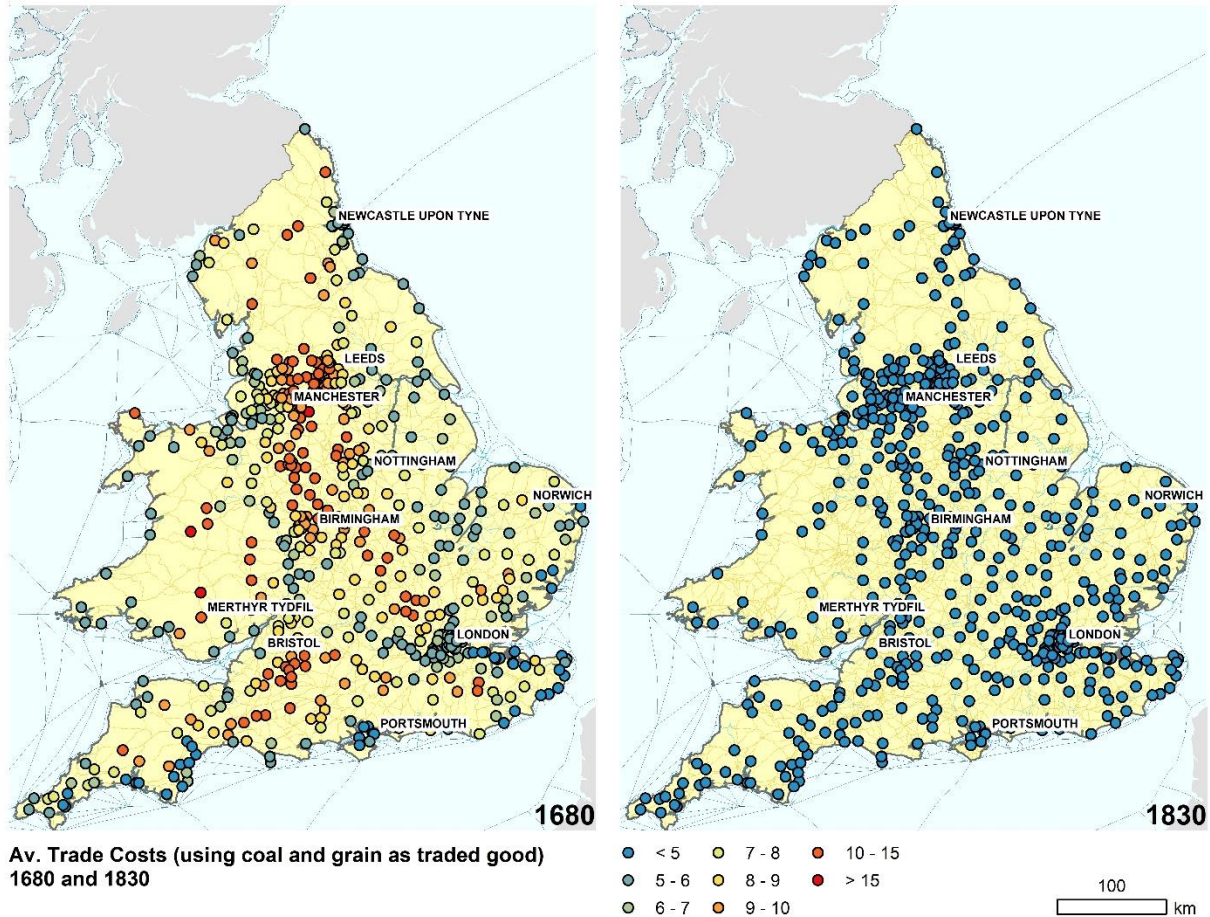 NEWCASTLE UPON TYNE
LEEDS
MANCHESTER
NOTTINGHAM
NORWICH
BIRMINGHAM
MERTHYR TYDFIL
LONDON
BRISTOL
PORTSMOUTH
1680
NEWCASTLE UPON TYNE
LEEDS
MANCHESTER
NOTTINGHAM
NORWICH
BIRMINGHAM
MERTHYR TYDFIL
LONDON
BRISTOL
PORTSMOUTH
1830
Av. Trade Costs (using coal and grain as traded good)
1680 and 1830
< 5
5 - 6
6 - 7
7 - 8
8 - 9
9 - 10
10 - 15
> 15
100
km